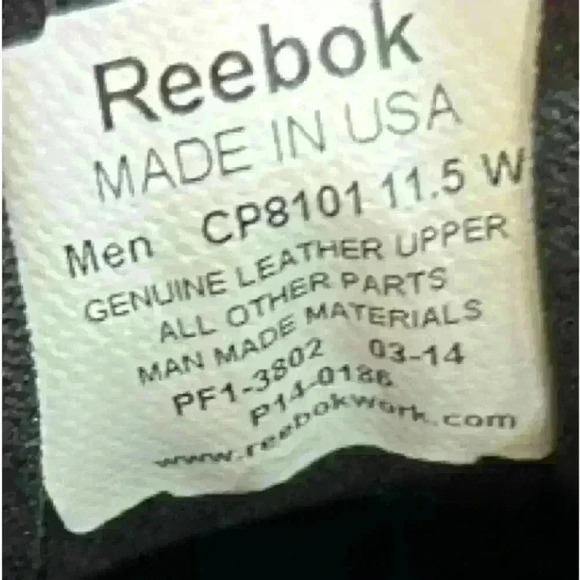 Reebok
MADE IN USA
Men CP8101 11.5 W
GENUINE LEATHER UPPER
ALL OTHER PARTS
MAN MADE MATERIALS
PF1-3802 03-14
P14-0186
www.reebokwork.com